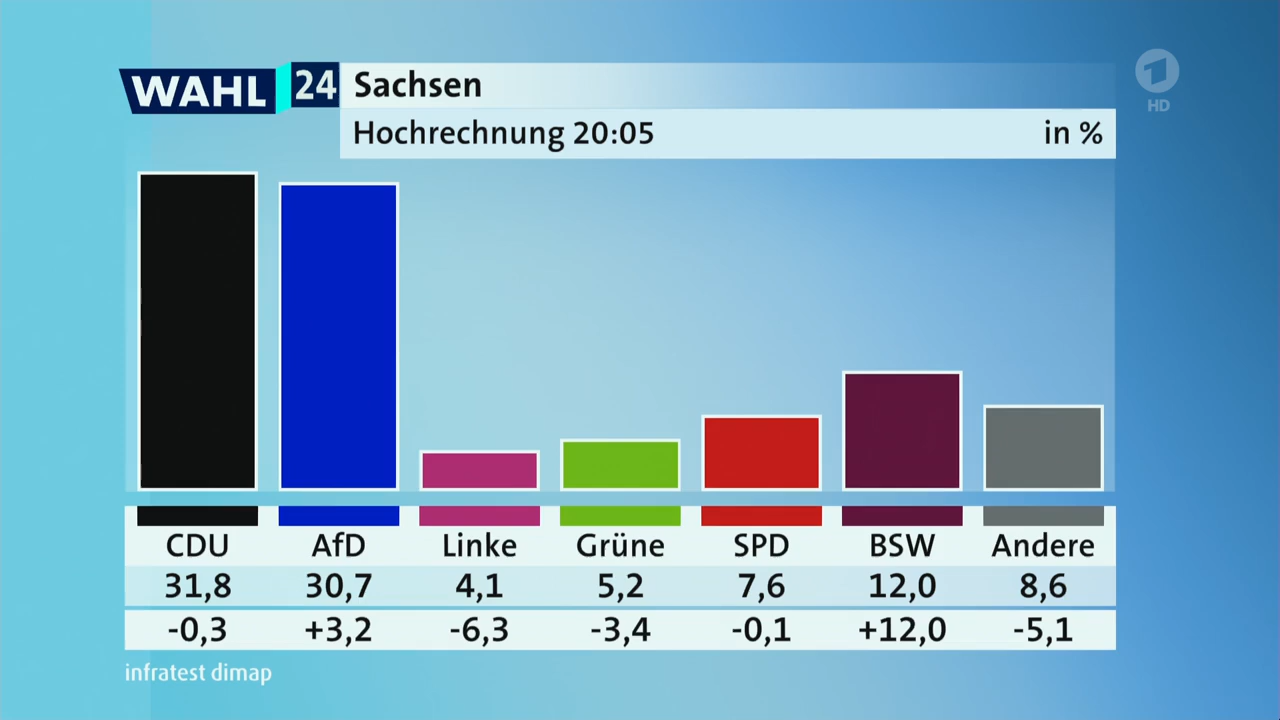 WAHL 24 Sachsen
Hochrechnung 20:05 in %
1
HD
CDU AfD Linke Grüne SPD BSW Andere
31,8 30,7 4,1 5,2 7,6 12,0 8,6
-0,3 +3,2 -6,3 -3,4 -0,1 +12,0 -5,1
infratest dimap